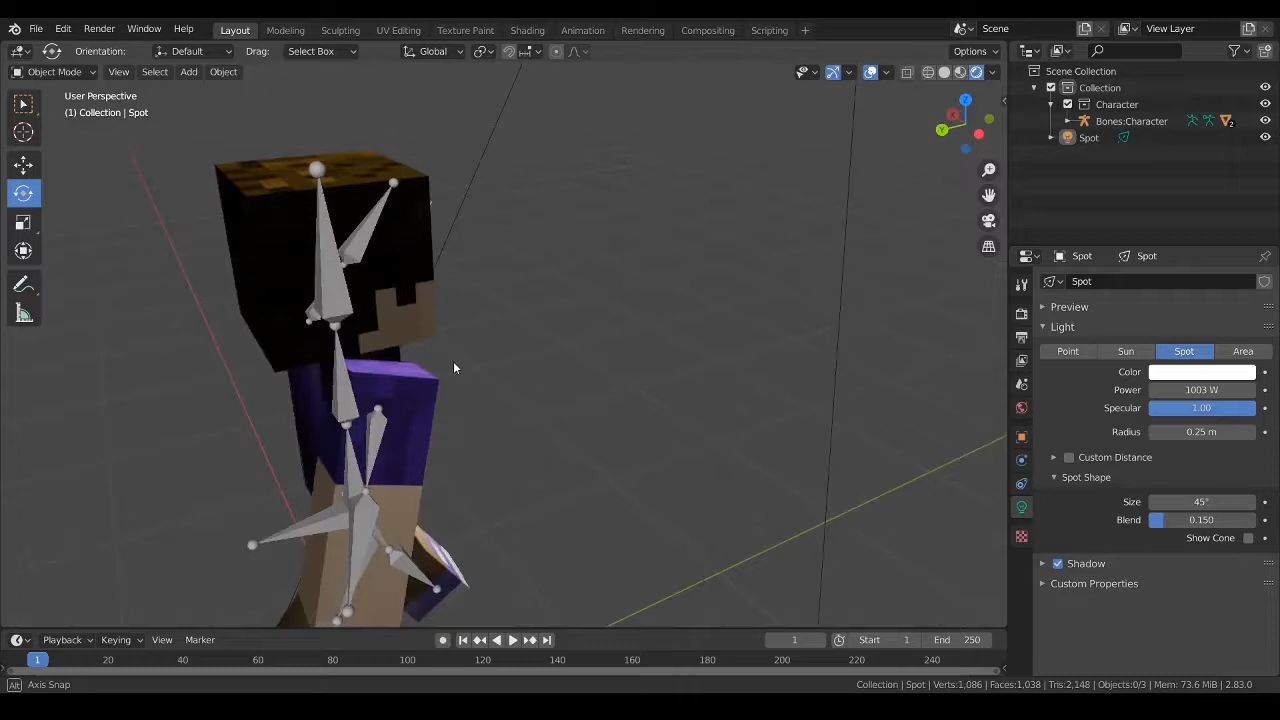 File Edit Render Window Help Layout Modeling Sculpting UV Editing Texture Paint Shading Animation Rendering Compositing Scripting + Scene View Layer
Orientation: Default Drag: Select Box Global Options
Object Mode View Select Add Object
User Perspective
(1) Collection | Spot
Z
Y
X
Scene Collection
Collection
Character
Bones:Character 2
Spot
Spot Spot
Spot
Preview
Light
Point Sun Spot Area
Color
Power 1003 W
Specular 1.00
Radius 0.25 m
Custom Distance
Spot Shape
Size 45°
Blend 0.150
Show Cone
Shadow
Custom Properties
Playback Keying View Marker 1 Start 1 End 250
1 20 40 60 80 100 120 140 160 180 200 220 240
Alt Axis Snap Collection | Spot | Verts:1,086 | Faces:1,038 | Tris:2,148 | Objects:0/3 | Mem: 73.6 MiB | 2.83.0